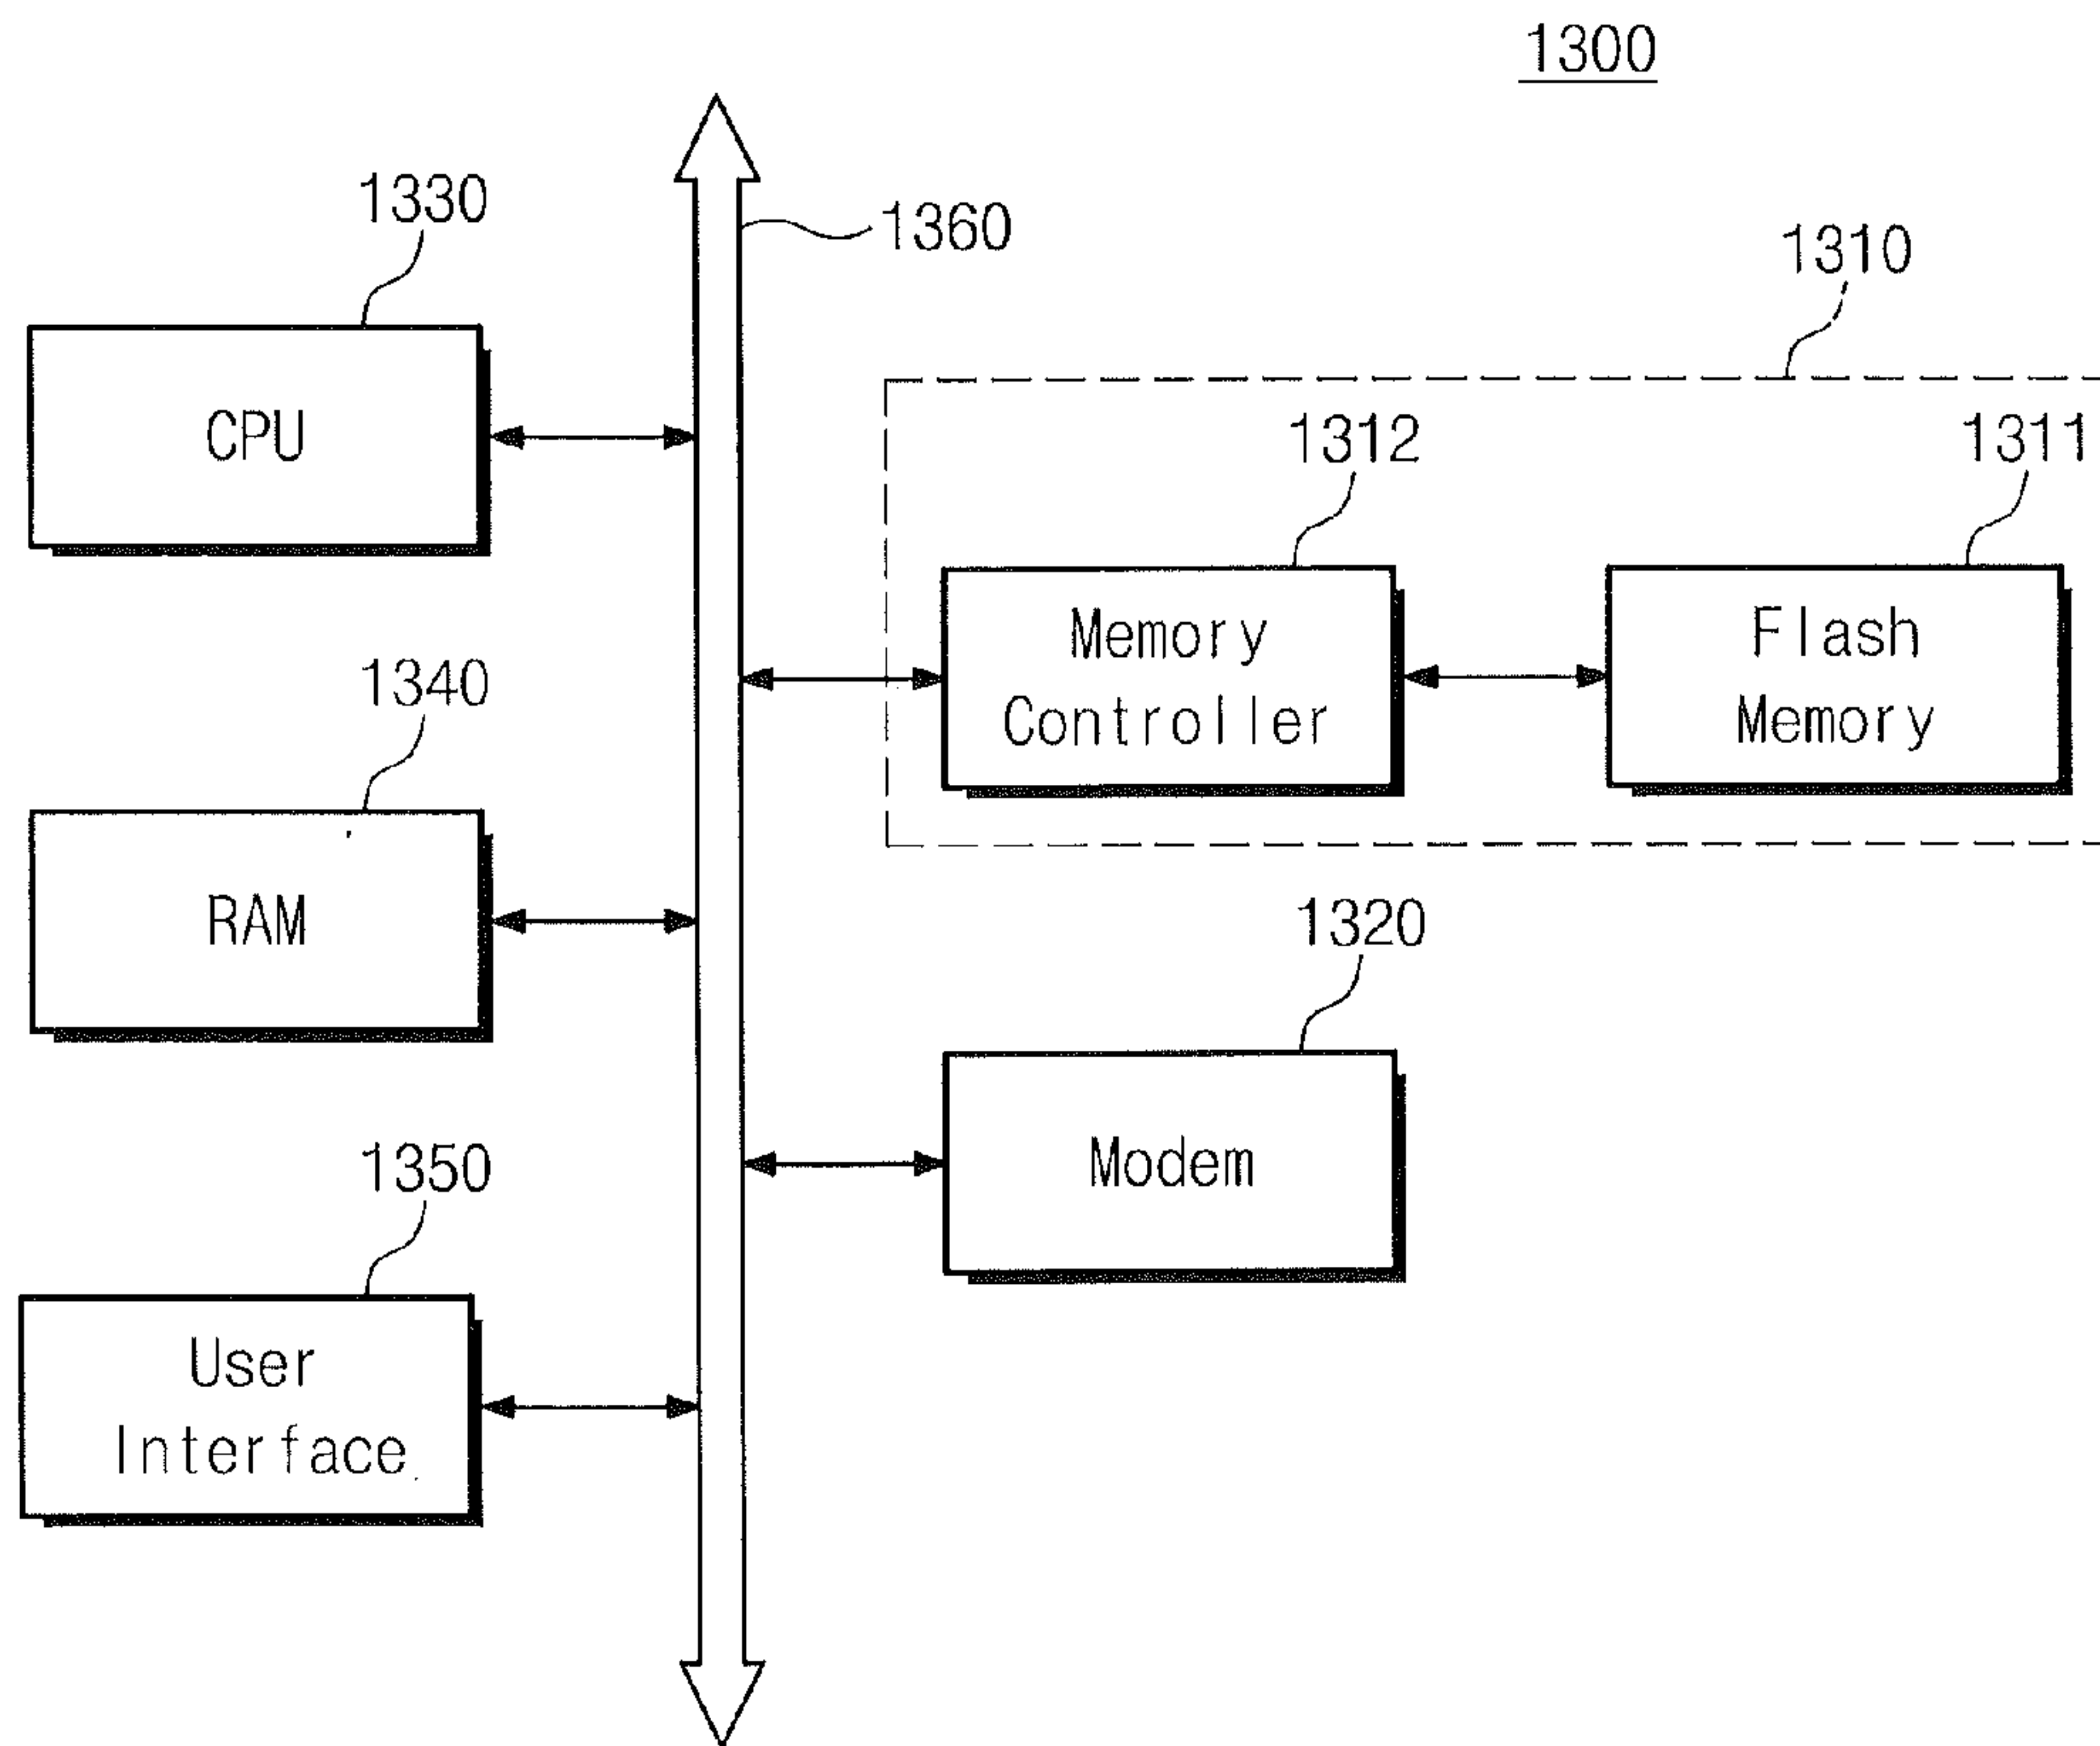 1300
1330
1360
1310
CPU
1312
1311
Memory
Controller
Flash
Memory
1340
RAM
1320
Modem
1350
User
Interface